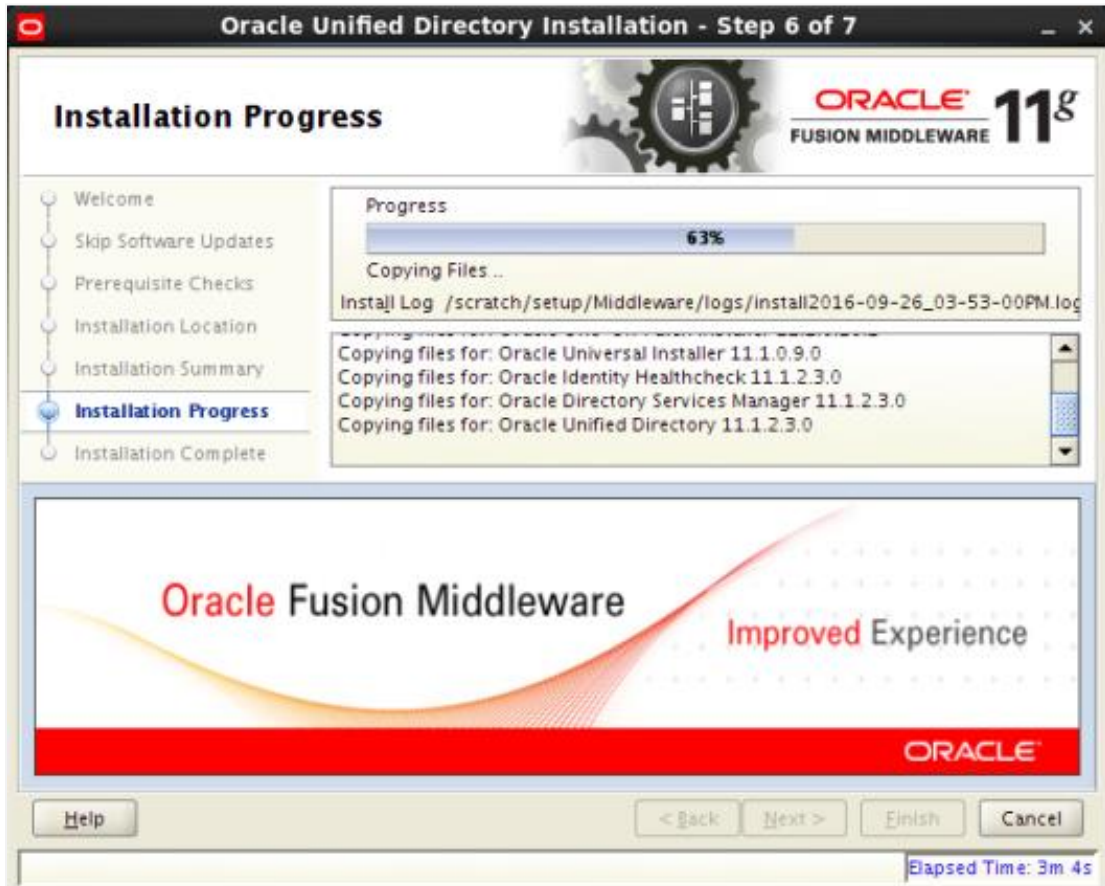 Oracle Unified Directory Installation - Step 6 of 7
Installation Progress
ORACLE
FUSION MIDDLEWARE
11g
Welcome
Skip Software Updates
Prerequisite Checks
Installation Location
Installation Summary
Installation Progress
Installation Complete
Progress
63%
Copying Files..
Install Log /scratch/setup/Middleware/logs/install2016-09-26_03-53-00PM.log
Copying files for: Oracle Universal Installer 11.1.0.9.0
Copying files for: Oracle Identity Healthcheck 11.1.2.3.0
Copying files for: Oracle Directory Services Manager 11.1.2.3.0
Copying files for: Oracle Unified Directory 11.1.2.3.0
Oracle Fusion Middleware
Improved Experience
ORACLE
Help
< Back
Next >
Finish
Cancel
Elapsed Time: 3m 4s